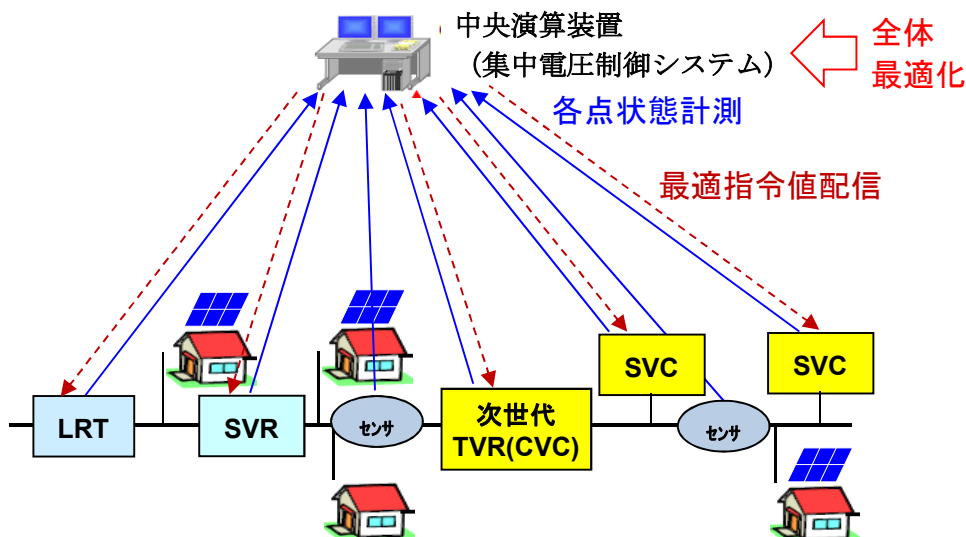 中央演算装置
（集中電圧制御システム）
全体
最適化
各点状態計測
最適指令値配信
SVC
SVC
LRT
SVR
センサ
次世代
TVR(CVC)
センサ